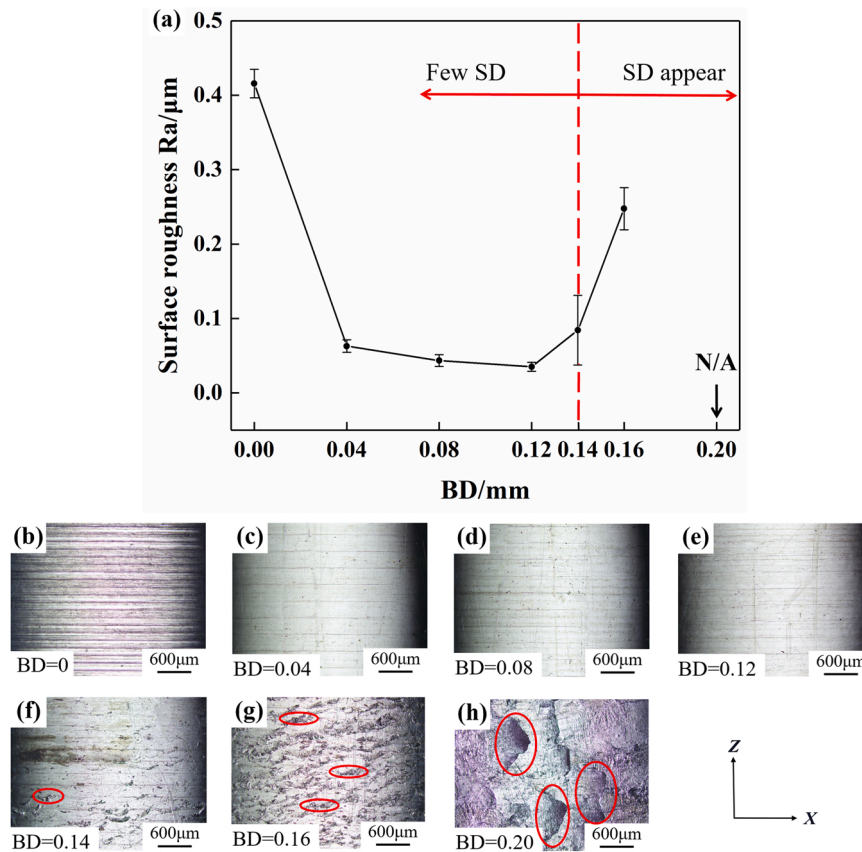 (a)
Few SD
SD appear
N/A
Surface roughness Ra/μm
0.5
0.4
0.3
0.2
0.1
0.0
0.00
0.04
0.08
0.12
0.14
0.16
0.20
BD/mm
(b)
BD=0
600μm
(c)
BD=0.04
600μm
(d)
BD=0.08
600μm
(e)
BD=0.12
600μm
(f)
BD=0.14
600μm
(g)
BD=0.16
600μm
(h)
BD=0.20
600μm
Z
X